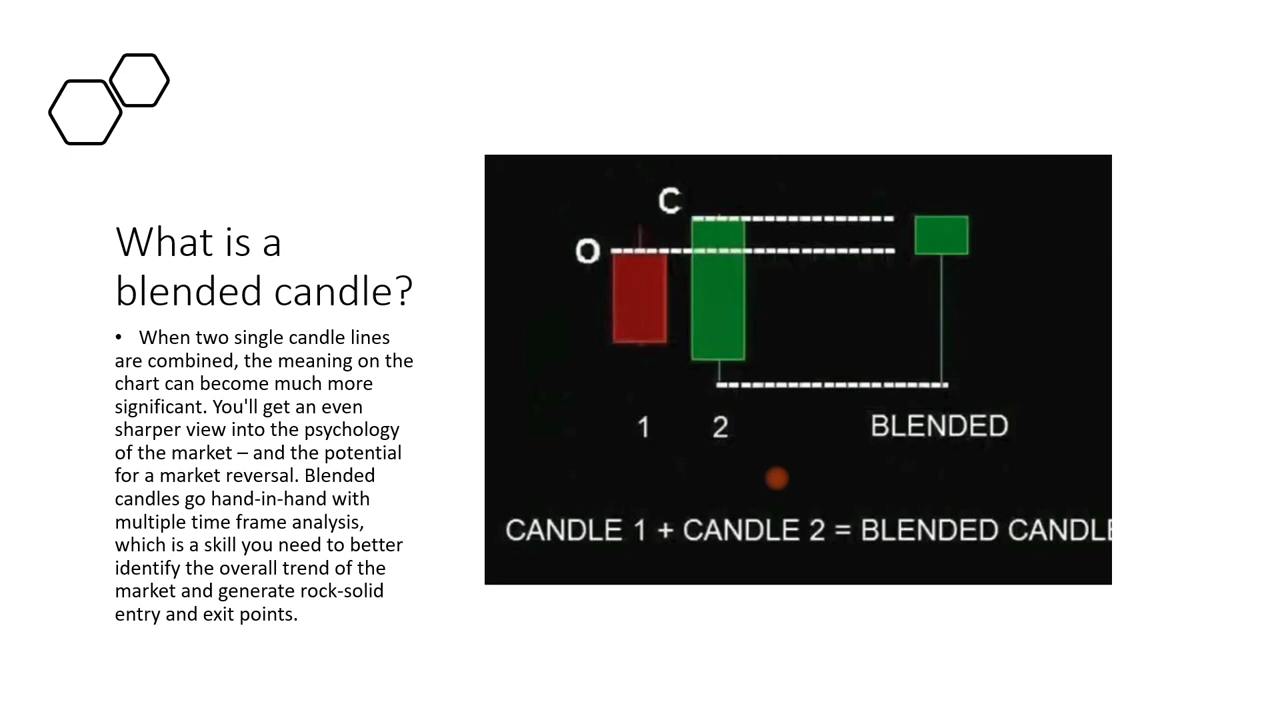 What is a
blended candle?
• When two single candle lines
are combined, the meaning on the
chart can become much more
significant. You'll get an even
sharper view into the psychology
of the market – and the potential
for a market reversal. Blended
candles go hand-in-hand with
multiple time frame analysis,
which is a skill you need to better
identify the overall trend of the
market and generate rock-solid
entry and exit points.
C
O
1 2 BLENDED
CANDLE 1 + CANDLE 2 = BLENDED CANDLE